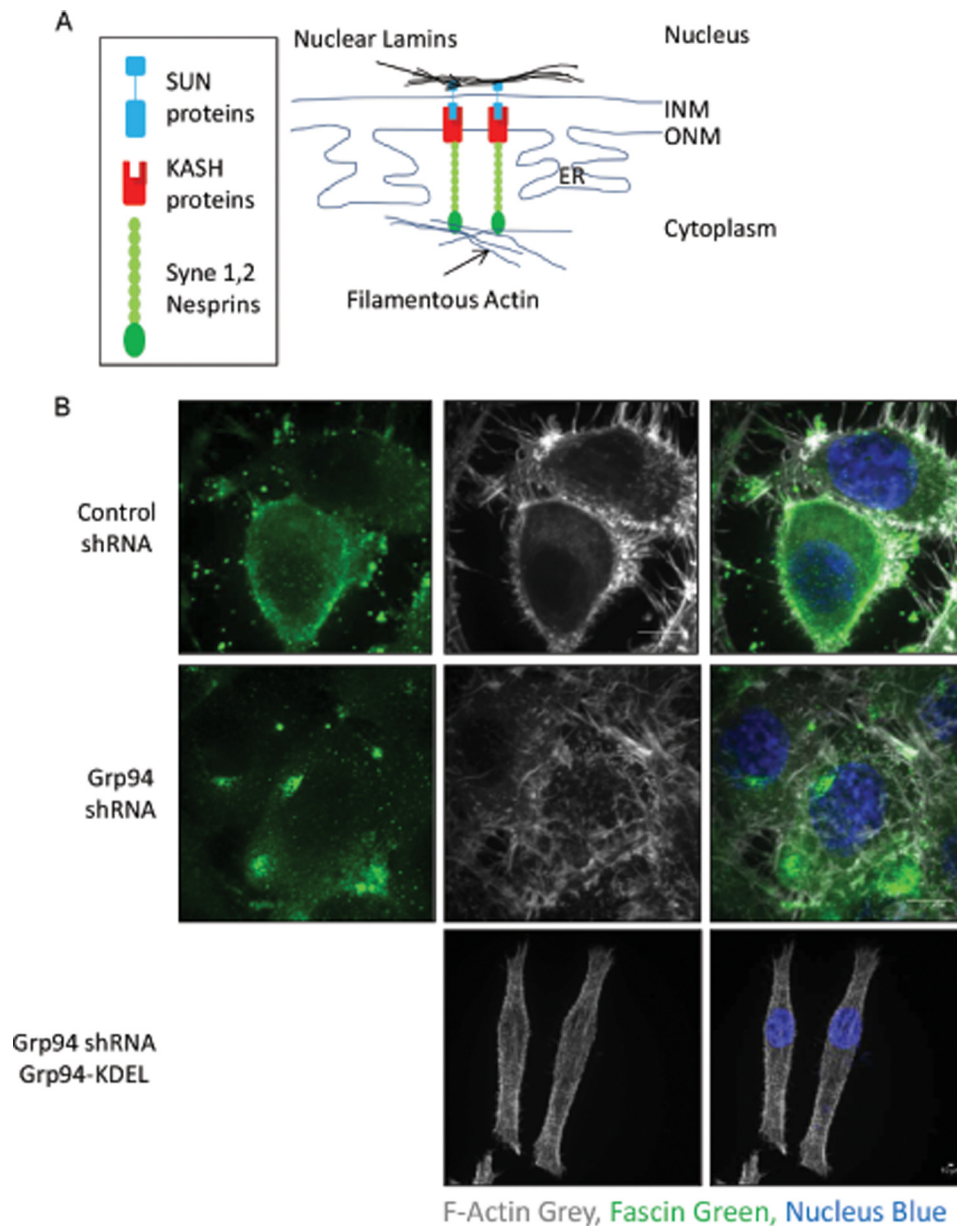 A
SUN
proteins
KASH
proteins
Syne 1,2
Nesprins
Nuclear Lamins
Nucleus
INM
ONM
ER
Cytoplasm
Filamentous Actin
B
Control
shRNA
Grp94
shRNA
Grp94 shRNA
Grp94-KDEL
F-Actin Grey, Fascin Green, Nucleus Blue